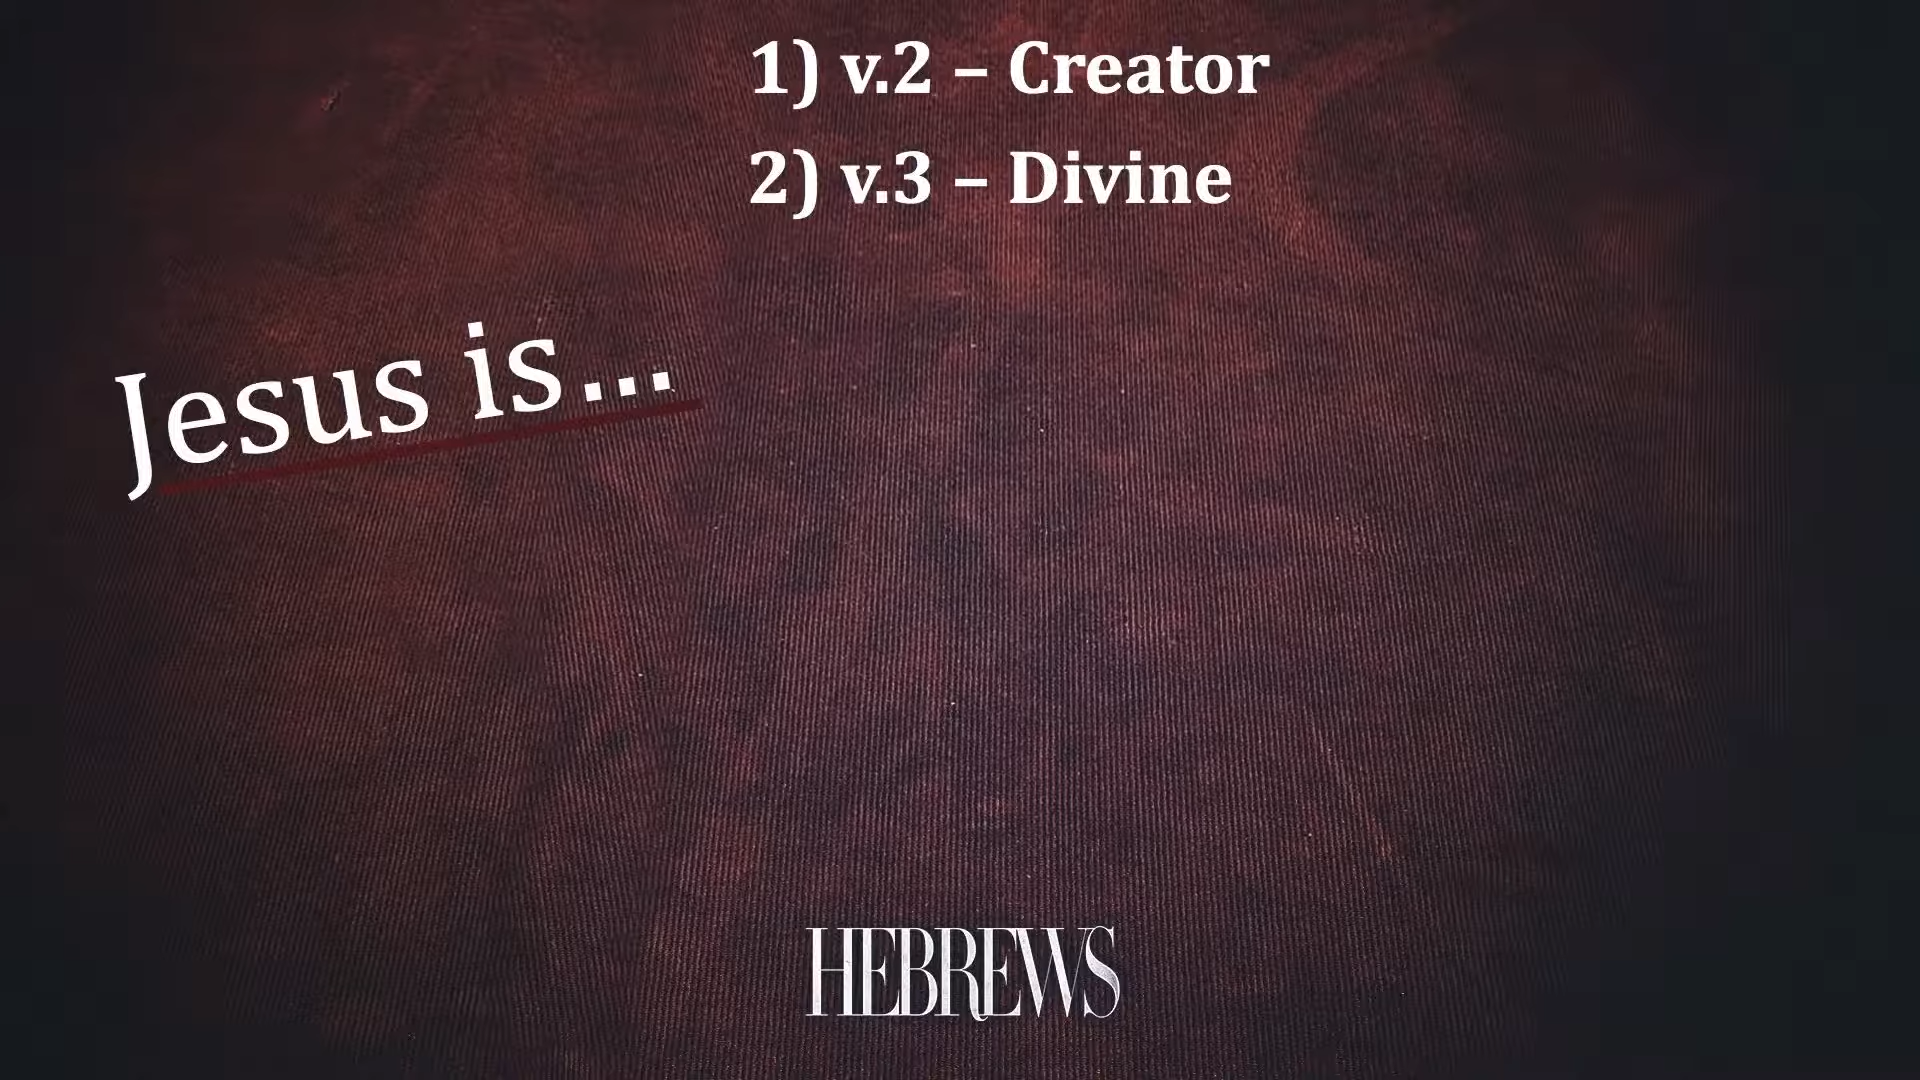 Jesus is...
1) v.2 – Creator
2) v.3 – Divine
HEBREWS